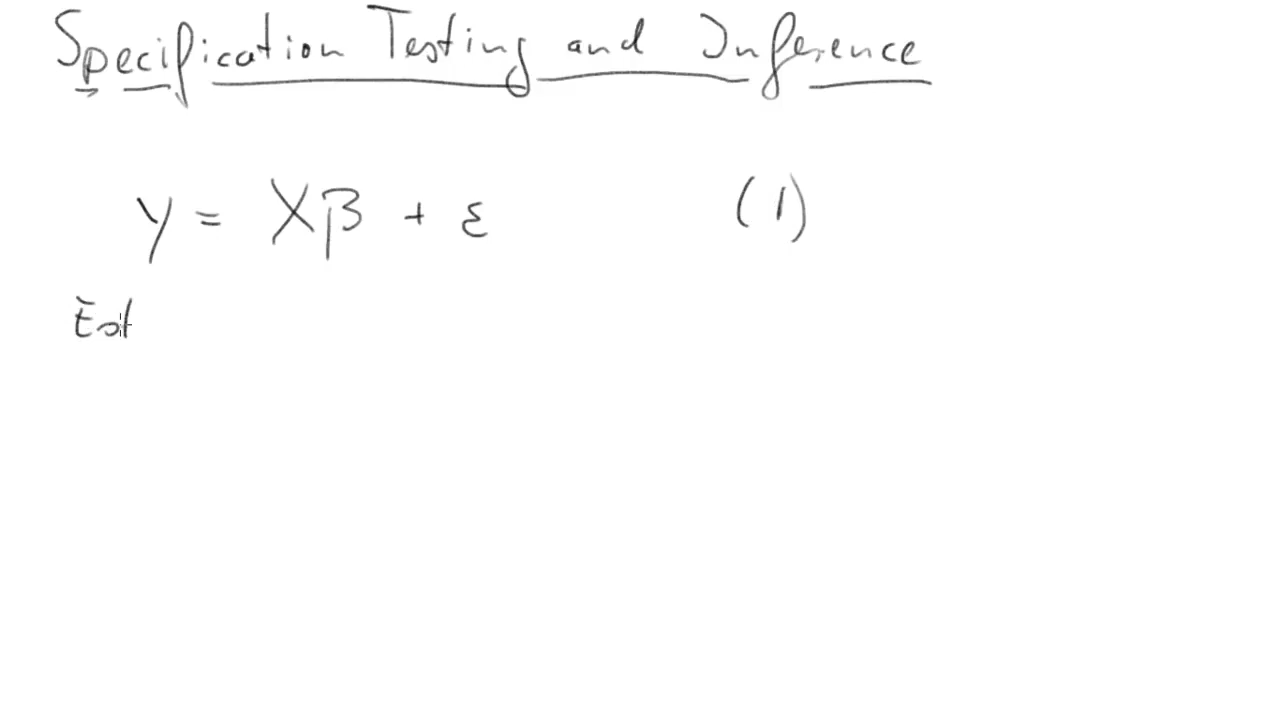 Specification Testing and Inference
y = Xβ + ε (1)
Est